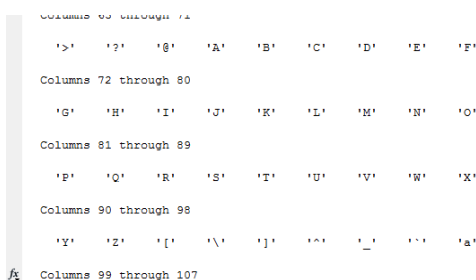 Columns 63 through 71
'>' '?' '@' 'A' 'B' 'C' 'D' 'E' 'F'
Columns 72 through 80
'G' 'H' 'I' 'J' 'K' 'L' 'M' 'N' 'O'
Columns 81 through 89
'P' 'Q' 'R' 'S' 'T' 'U' 'V' 'W' 'X'
Columns 90 through 98
'Y' 'Z' '[' '\' ']' '^' '_' '`' 'a'
fx Columns 99 through 107